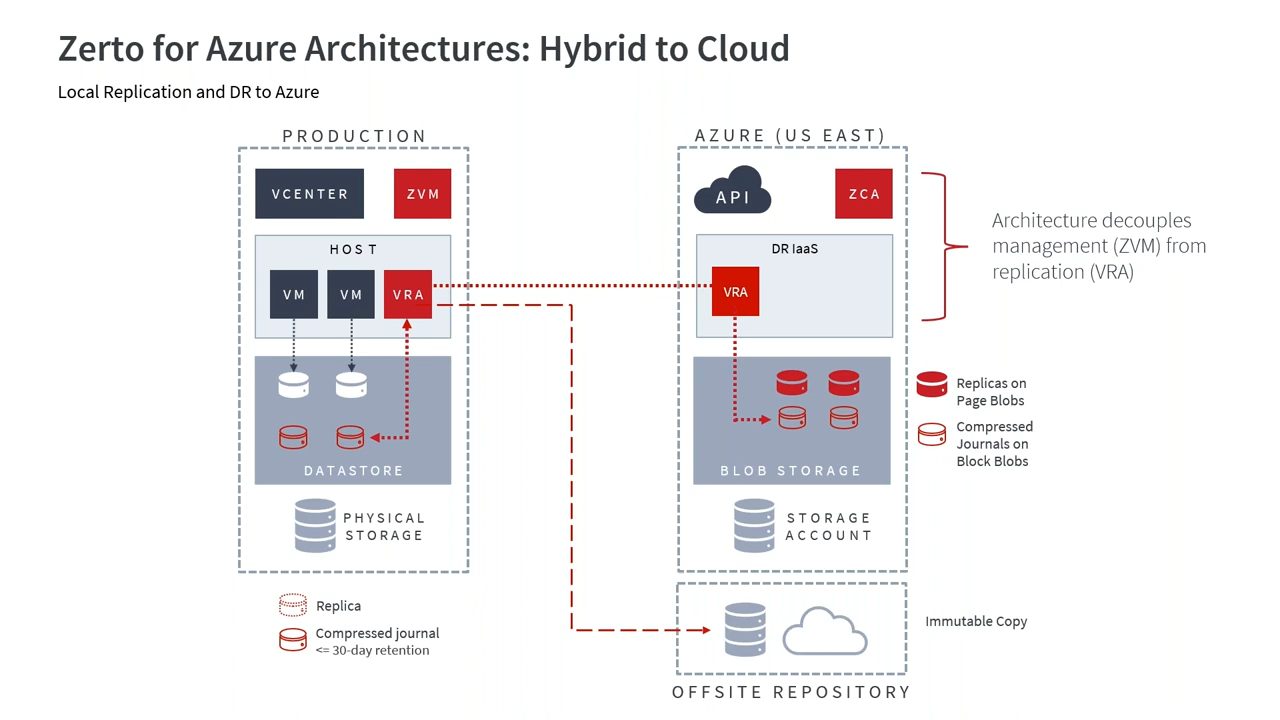 Zerto for Azure Architectures: Hybrid to Cloud
Local Replication and DR to Azure
PRODUCTION
VCENTER
ZVM
HOST
VM
VM
VRA
DATASTORE
PHYSICAL
STORAGE
Replica
Compressed journal
<= 30-day retention
AZURE (US EAST)
API
ZCA
DR IaaS
VRA
BLOB STORAGE
STORAGE
ACCOUNT
Architecture decouples
management (ZVM) from
replication (VRA)
Replicas on
Page Blobs
Compressed
Journals on
Block Blobs
Immutable Copy
OFFSITE REPOSITORY